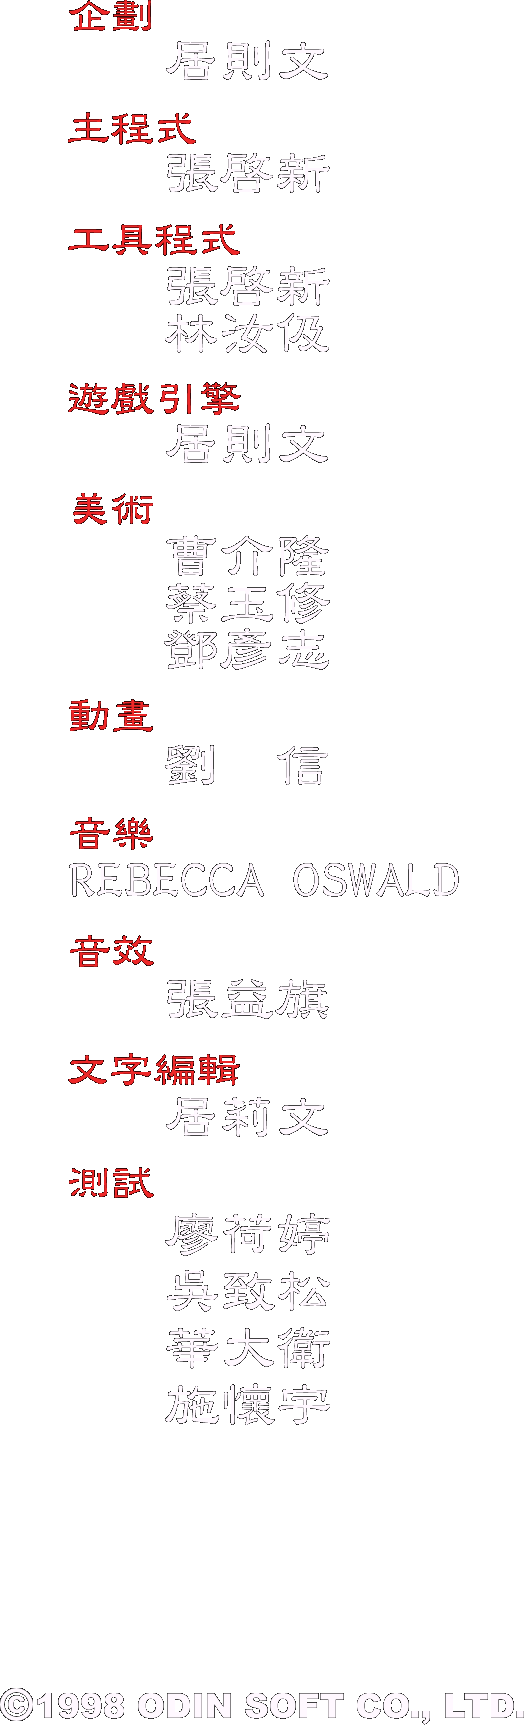 企劃
居則文
主程式
張啓新
工具程式
張啓新
林汝伋
遊戲引擎
居則文
美術
曹介隆
蔡玉修
鄧彥志
動畫
劉 信
音樂
REBECCA OSWALD
音效
張益旗
文字編輯
居莉文
測試
廖荷婷
吳致松
華大衛
施懷宇
©1998 ODIN SOFT CO., LTD.